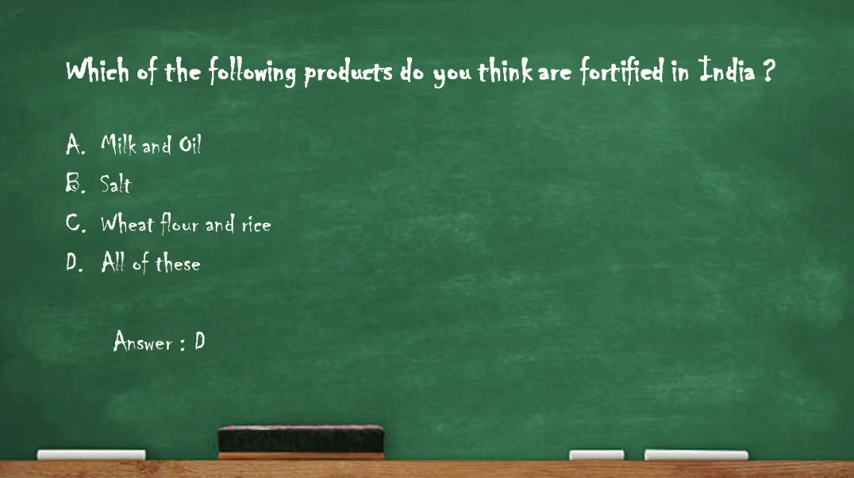 Which of the following products do you think are fortified in India ?
A. Milk and Oil
B. Salt
C. Wheat flour and rice
D. All of these
Answer : D